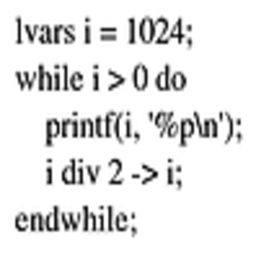 lvars i = 1024;
while i > 0 do
printf(i, '%p\n');
i div 2 -> i;
endwhile;